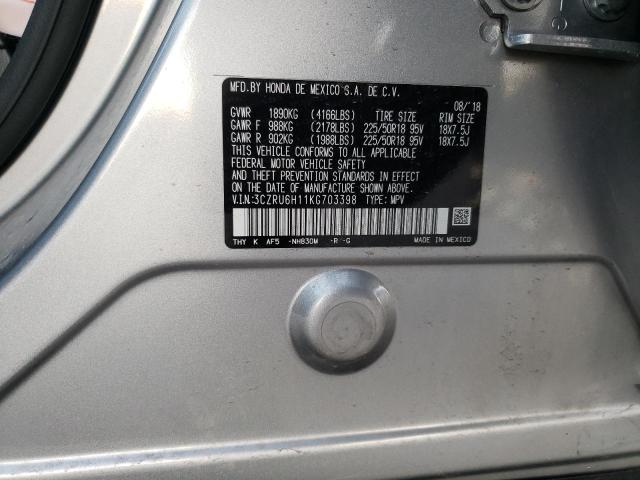 MFD.BY HONDA DE MEXICO S.A. DE C.V.
08/'18
GVWR 1890KG (4166LBS) TIRE SIZE RIM SIZE
GAWR F 988KG (2178LBS) 225/50R18 95V 18X7.5J
GAWR R 902KG (1988LBS) 225/50R18 95V 18X7.5J
THIS VEHICLE CONFORMS TO ALL APPLICABLE
FEDERAL MOTOR VEHICLE SAFETY
AND THEFT PREVENTION STANDARDS IN EFFECT
ON THE DATE OF MANUFACTURE SHOWN ABOVE.
V.I.N:3CZRU6H11KG703398 TYPE: MPV
THY K AF5 -NH830M -R -G MADE IN MEXICO